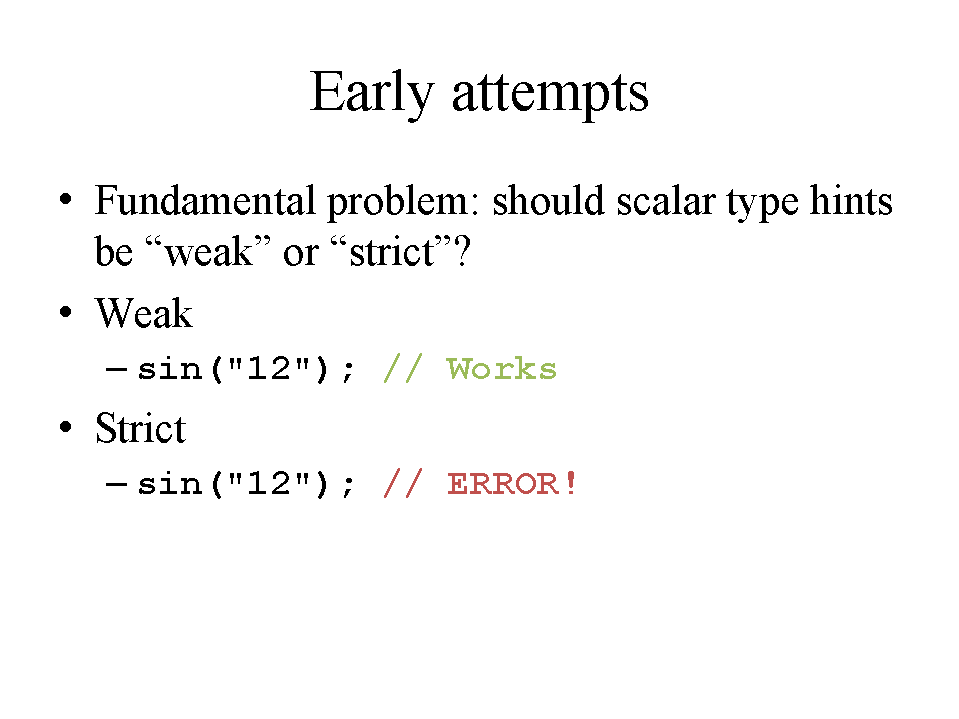 Early attempts
• Fundamental problem: should scalar type hints
be “weak” or “strict”?
• Weak
– sin("12"); // Works
• Strict
– sin("12"); // ERROR!